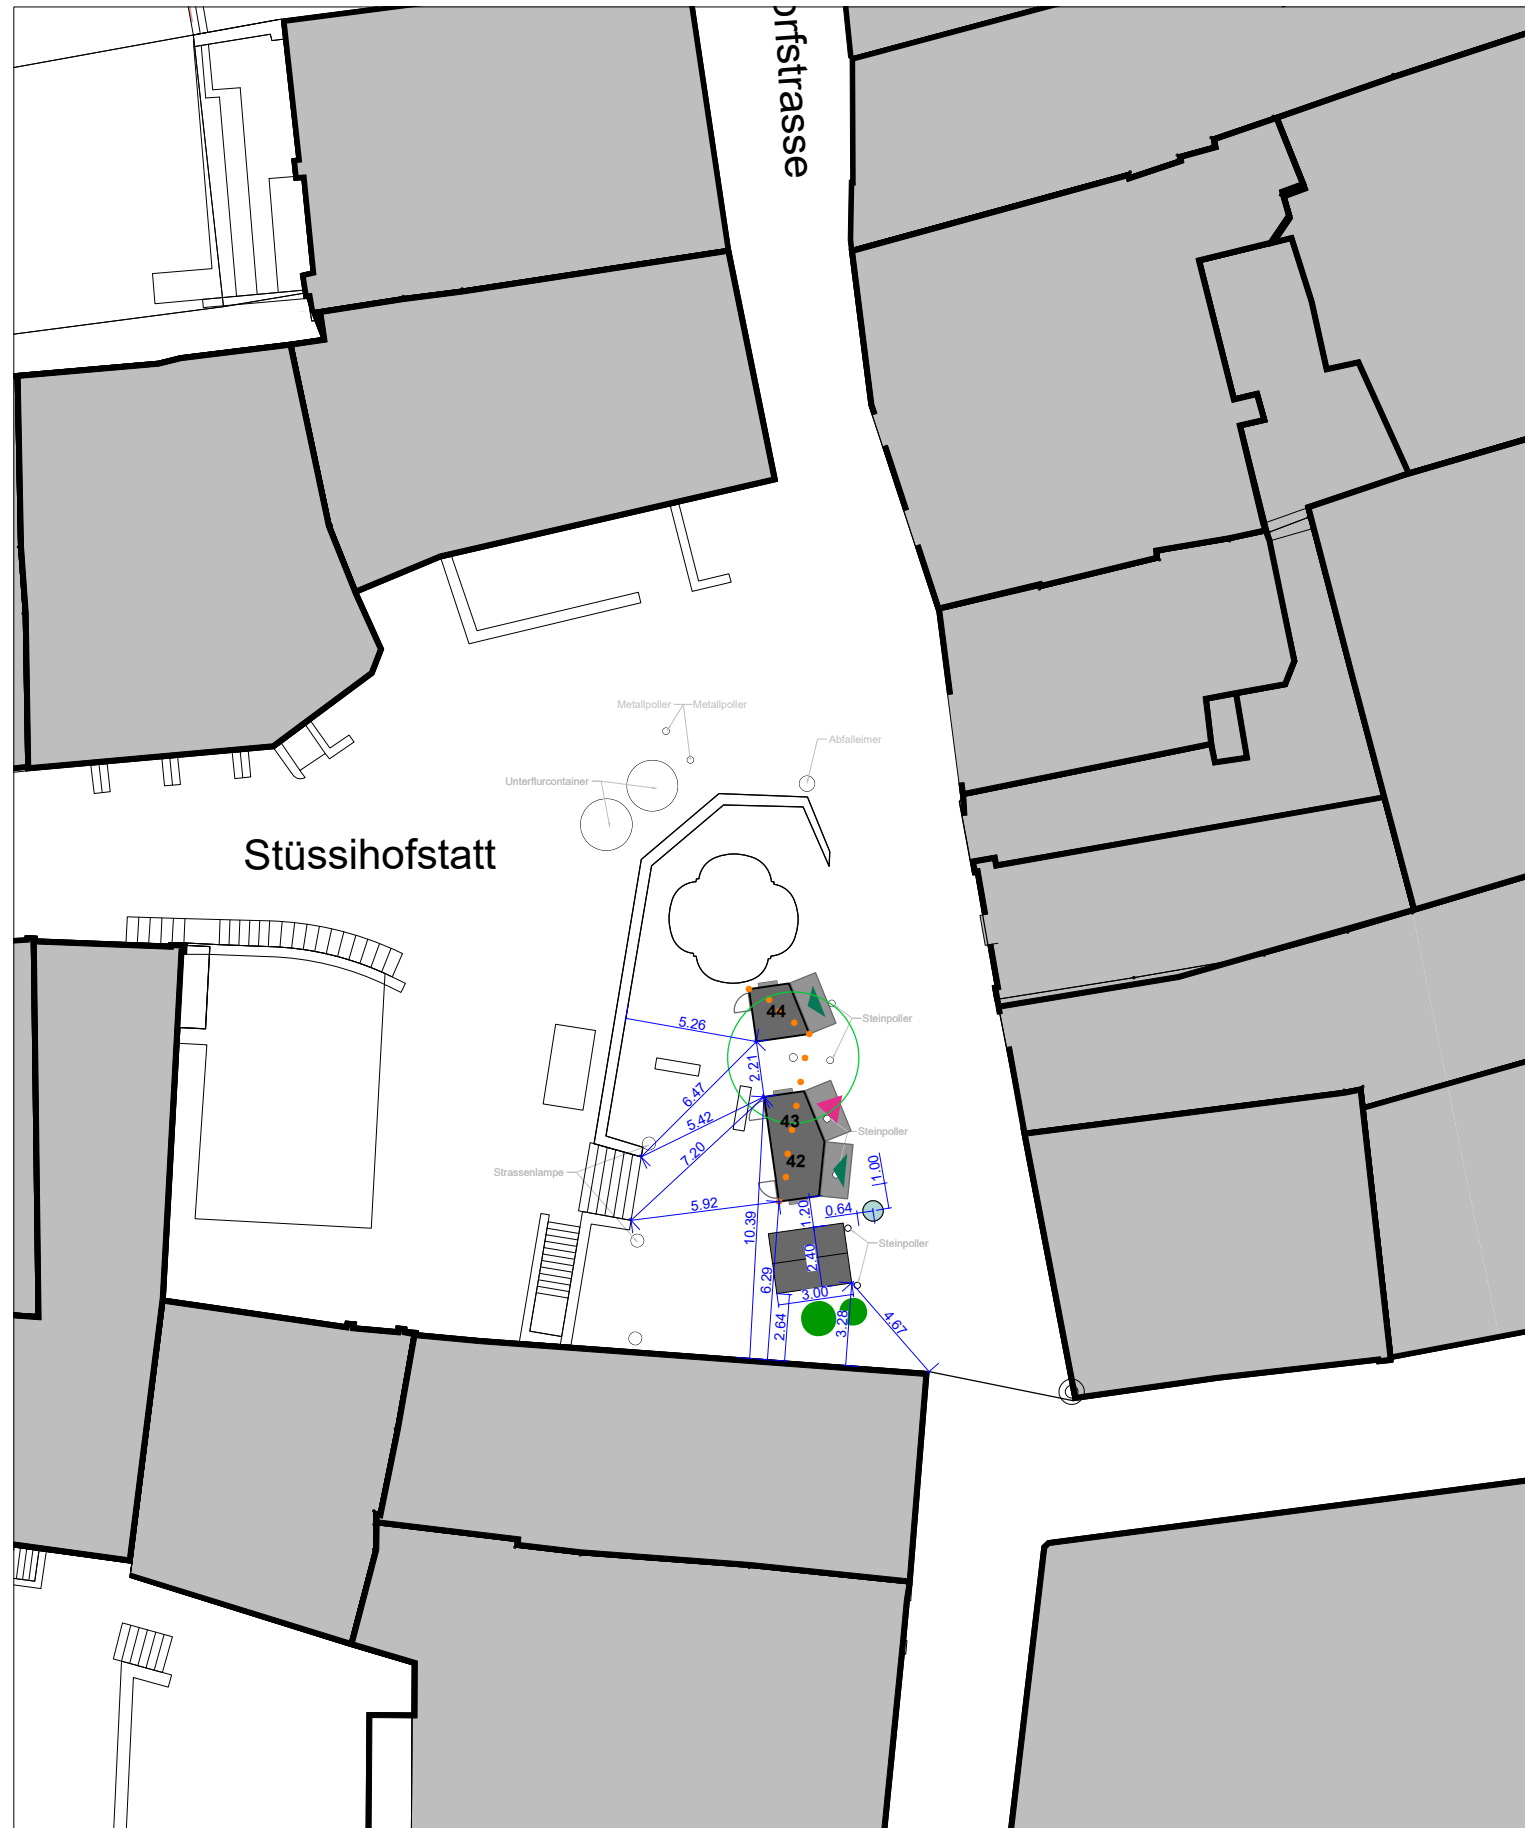 orfstrasse
Metallpoller
Metallpoller
Abfalleimer
Unterflurcontainer
Stüssihofstatt
44
Steinpoller
5.26
2.21
6.47
5.42
43
Steinpoller
7.20
42
Strassenlampe
1.00
5.92
1.20
0.64
10.39
Steinpoller
2.40
6.29
3.00
2.64
3.28
4.67